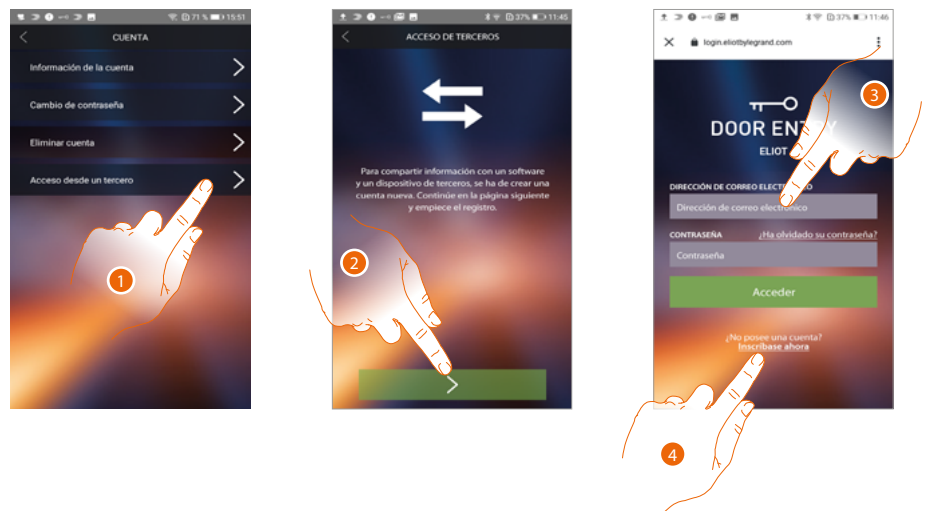 71 % 15:51
CUENTA
Información de la cuenta
Cambio de contraseña
Eliminar cuenta
Acceso desde un tercero
1
37% 11:45
ACCESO DE TERCEROS
Para compartir información con un software
y un dispositivo de terceros, se ha de crear una
cuenta nueva. Continúe en la página siguiente
y empiece el registro.
2
37% 11:46
login.eliotbylegrand.com
3
DOOR ENTRY
ELIOT
DIRECCIÓN DE CORREO ELECTRÓNICO
Dirección de correo electrónico
CONTRASEÑA ¿Ha olvidado su contraseña?
Contraseña
Acceder
¿No posee una cuenta?
Inscríbase ahora
4